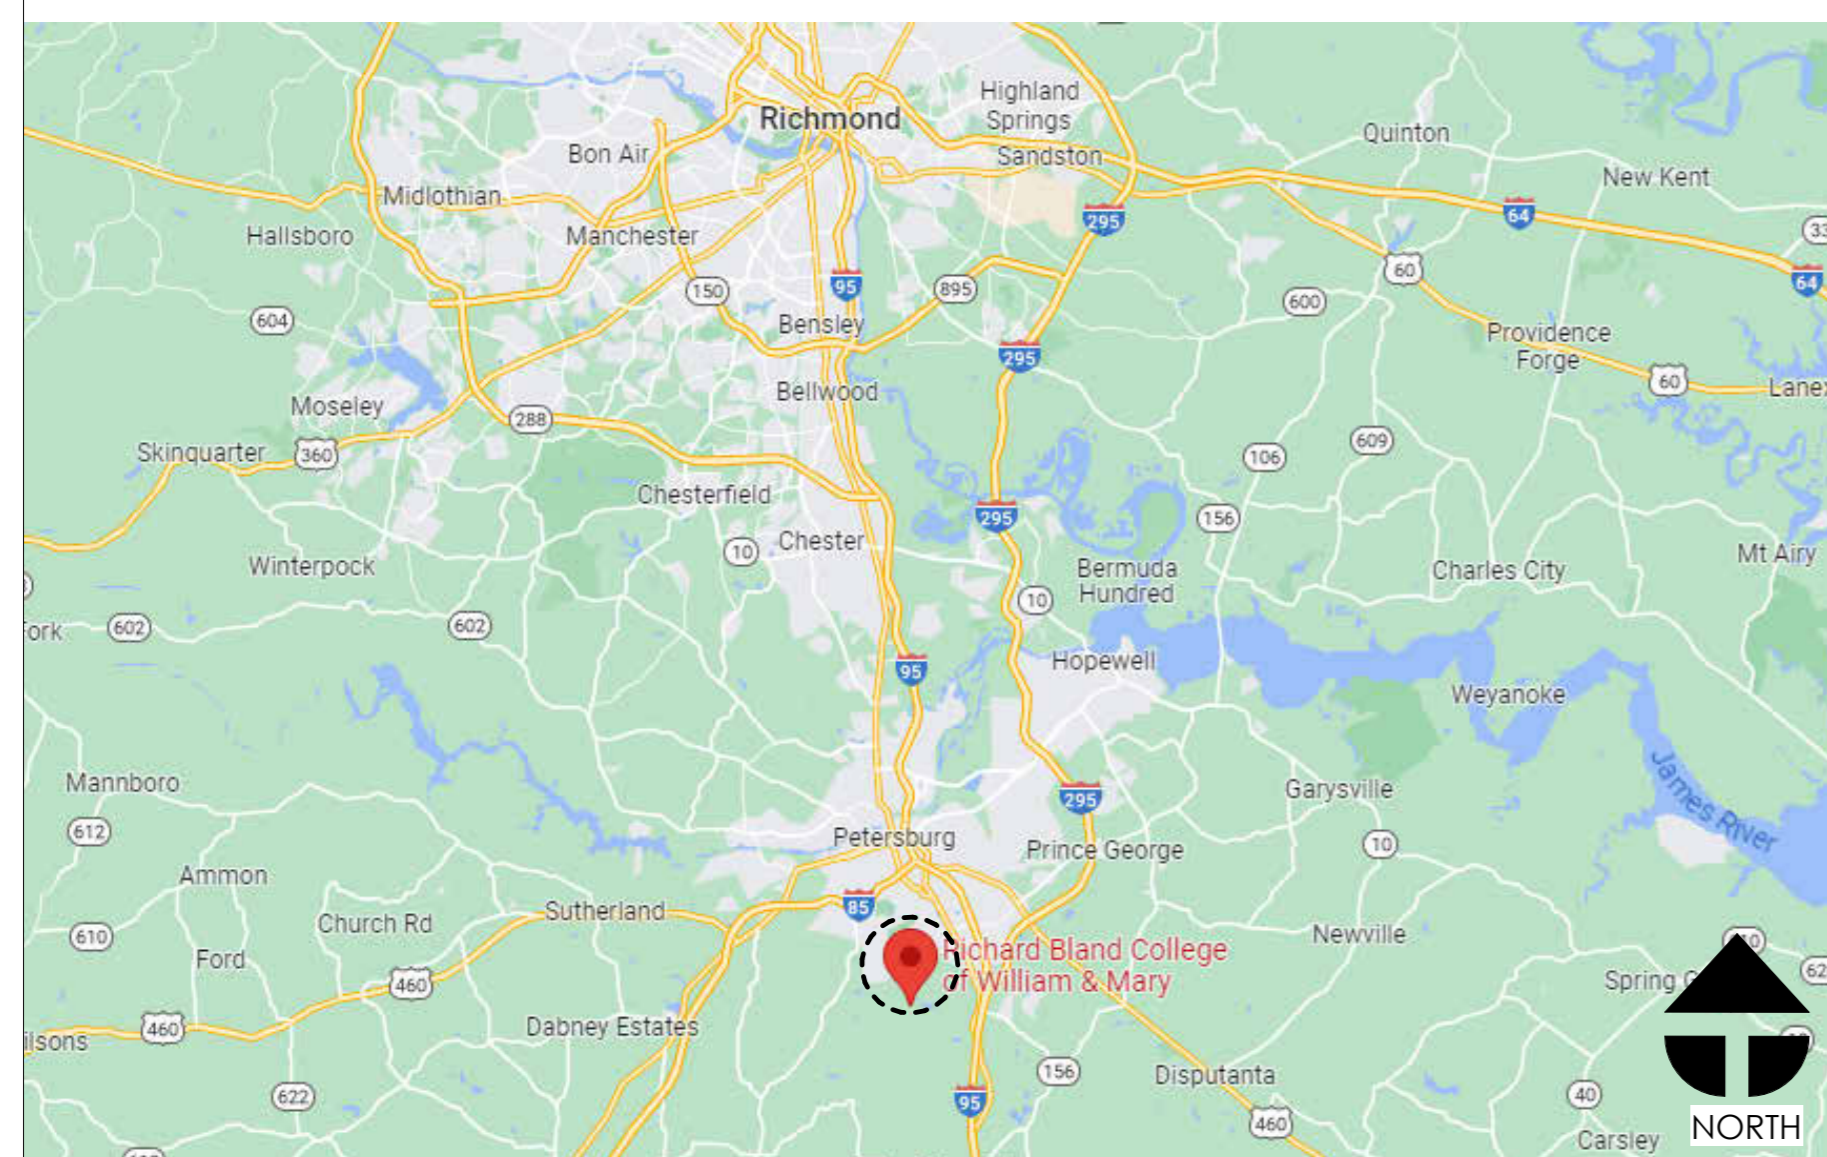 Highland
Springs
Richmond
Quinton
Bon Air
Sandston
New Kent
Midlothian
295
64
33
Hallsboro
Manchester
60
64
150
95
895
600
604
Bensley
Providence
Forge
295
60
Bellwood
Moseley
288
609
Skinquarter
360
106
Chesterfield
295
156
Chester
10
Mt Airy
Winterpock
Bermuda
Hundred
Charles City
10
602
602
95
Hopewell
Weyanoke
James River
Mannboro
295
Garysville
612
Petersburg
Prince George
10
Ammon
85
Sutherland
Church Rd
610
Newville
Ford
Richard Bland College
of William & Mary
460
Spring
460
Dabney Estates
156
Disputanta
622
95
40
460
Carsley
NORTH